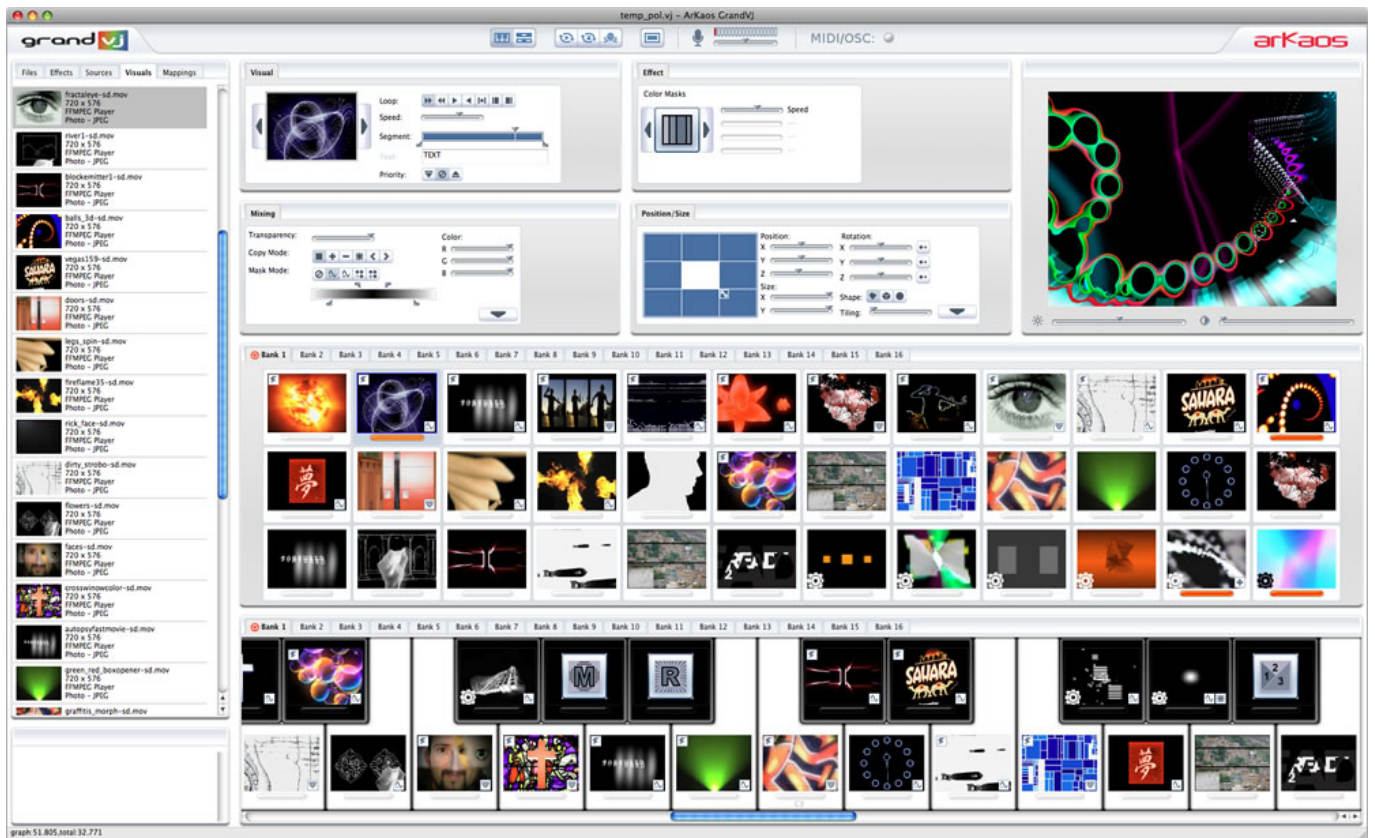 temp_pol.vj - ArKaos GrandVJ
grand vj
MIDI/OSC:
arKaos
Files Effects Sources Visuals Mappings
fractaleye-sd.mov
720 x 576
FFMPEG Player
Photo - JPEG
river1-sd.mov
720 x 576
FFMPEG Player
Photo - JPEG
blockemitter1-sd.mov
720 x 576
FFMPEG Player
Photo - JPEG
balls_3d-sd.mov
720 x 576
FFMPEG Player
Photo - JPEG
vegas159-sd.mov
720 x 576
FFMPEG Player
Photo - JPEG
doors-sd.mov
720 x 576
FFMPEG Player
Photo - JPEG
legs_spin-sd.mov
720 x 576
FFMPEG Player
Photo - JPEG
fireflame35-sd.mov
720 x 576
FFMPEG Player
Photo - JPEG
rick_face-sd.mov
720 x 576
FFMPEG Player
Photo - JPEG
dirty_strobo-sd.mov
720 x 576
FFMPEG Player
Photo - JPEG
flowers-sd.mov
720 x 576
FFMPEG Player
Photo - JPEG
faces-sd.mov
720 x 576
FFMPEG Player
Photo - JPEG
crosswinowcolor-sd.mov
720 x 576
FFMPEG Player
Photo - JPEG
autopsyfastmovie-sd.mov
720 x 576
FFMPEG Player
Photo - JPEG
green_red_boxopener-sd.mov
720 x 576
FFMPEG Player
Photo - JPEG
graffitis_morph-sd.mov
Visual
Loop:
Speed:
Segment:
Text: TEXT
Priority:
Effect
Color Masks
Speed
Mixing
Transparency:
Copy Mode:
Mask Mode:
Color:
R
G
B
Position/Size
Position:
X
Y
Z
Size:
X
Y
Rotation:
X
Y
Z
Shape:
Tiling:
Bank 1 Bank 2 Bank 3 Bank 4 Bank 5 Bank 6 Bank 7 Bank 8 Bank 9 Bank 10 Bank 11 Bank 12 Bank 13 Bank 14 Bank 15 Bank 16
SAHARA
夢
Bank 1 Bank 2 Bank 3 Bank 4 Bank 5 Bank 6 Bank 7 Bank 8 Bank 9 Bank 10 Bank 11 Bank 12 Bank 13 Bank 14 Bank 15 Bank 16
M
R
SAHARA
1 2 3
夢
C3
graph:51.805,total:32.771